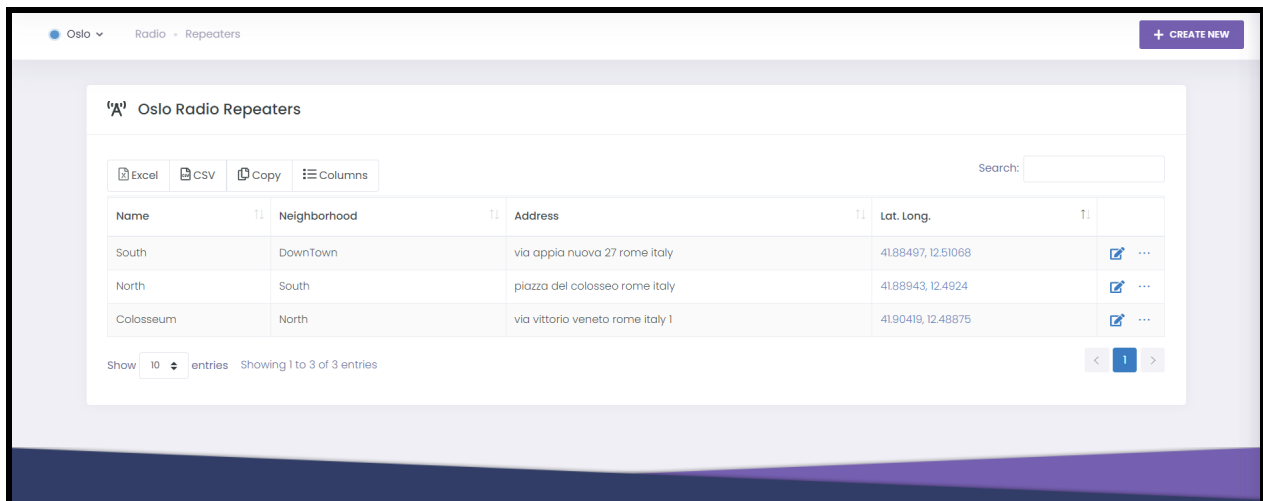 Oslo Radio Repeaters CREATE NEW
Oslo Radio Repeaters
Excel CSV Copy Columns Search:
Name Neighborhood Address Lat. Long.
South DownTown via appia nuova 27 rome italy 41.88497, 12.51068
North South piazza del colosseo rome italy 41.88943, 12.4924
Colosseum North via vittorio veneto rome italy 1 41.90419, 12.48875
Show 10 entries Showing 1 to 3 of 3 entries < 1 >